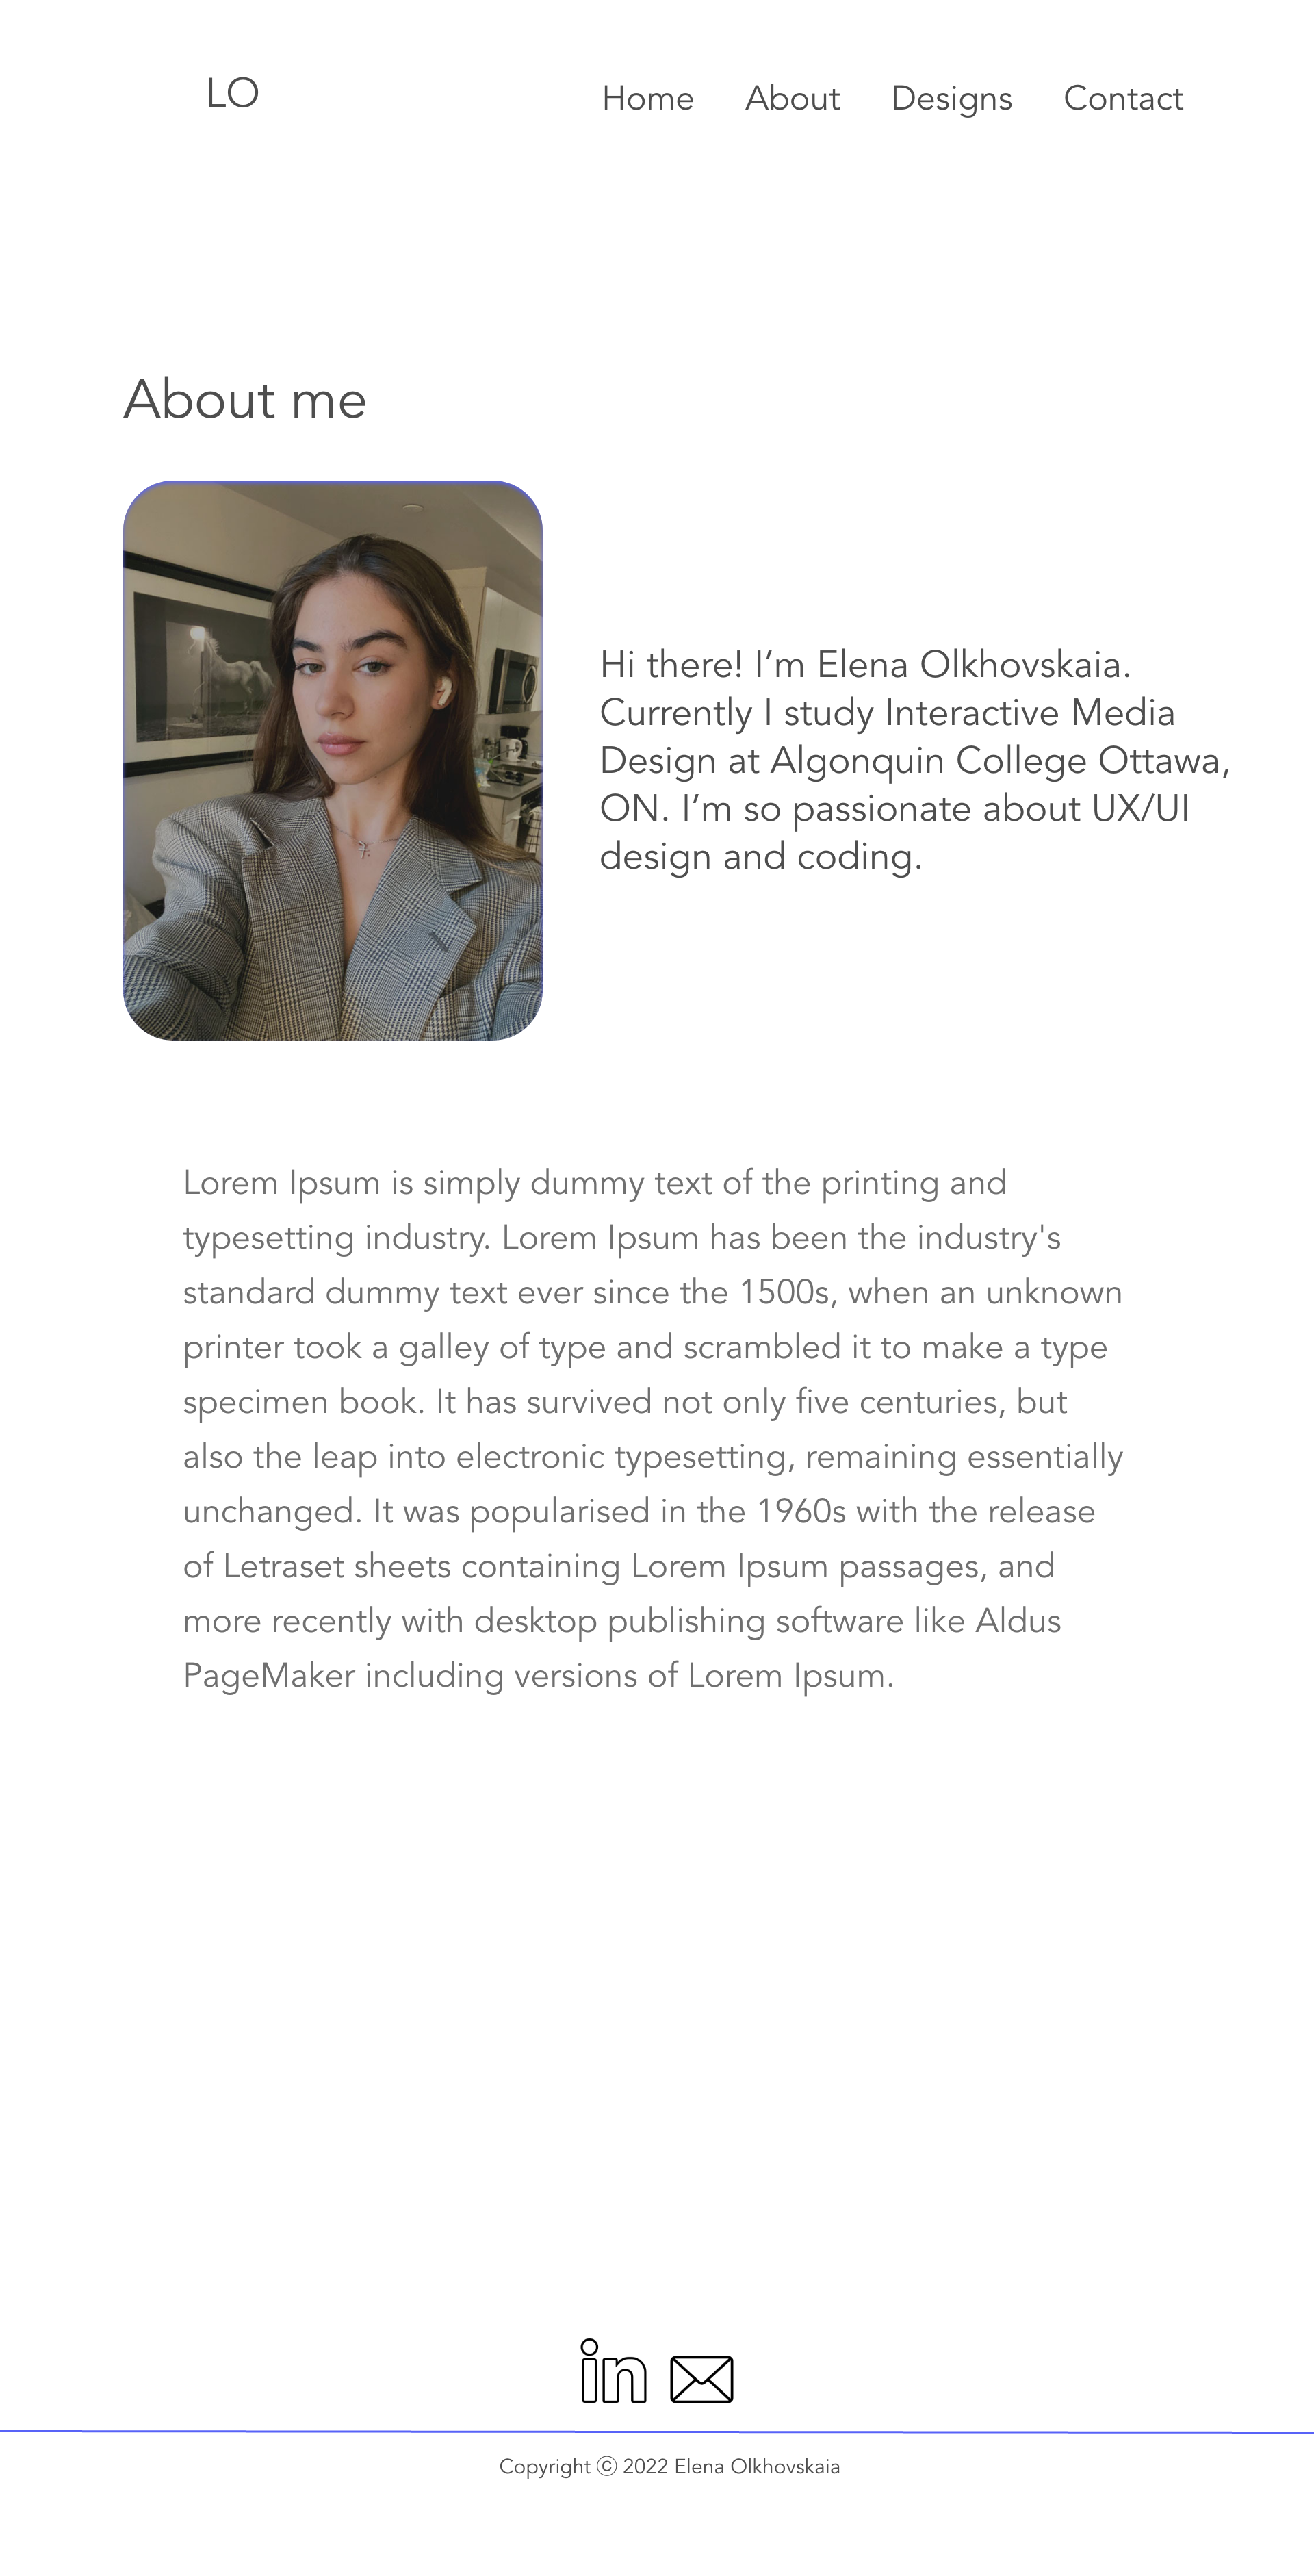 LO
Home About Designs Contact
About me
Hi there! I’m Elena Olkhovskaia.
Currently I study Interactive Media
Design at Algonquin College Ottawa,
ON. I’m so passionate about UX/UI
design and coding.
Lorem Ipsum is simply dummy text of the printing and
typesetting industry. Lorem Ipsum has been the industry's
standard dummy text ever since the 1500s, when an unknown
printer took a galley of type and scrambled it to make a type
specimen book. It has survived not only five centuries, but
also the leap into electronic typesetting, remaining essentially
unchanged. It was popularised in the 1960s with the release
of Letraset sheets containing Lorem Ipsum passages, and
more recently with desktop publishing software like Aldus
PageMaker including versions of Lorem Ipsum.
in
Copyright ⓒ 2022 Elena Olkhovskaia